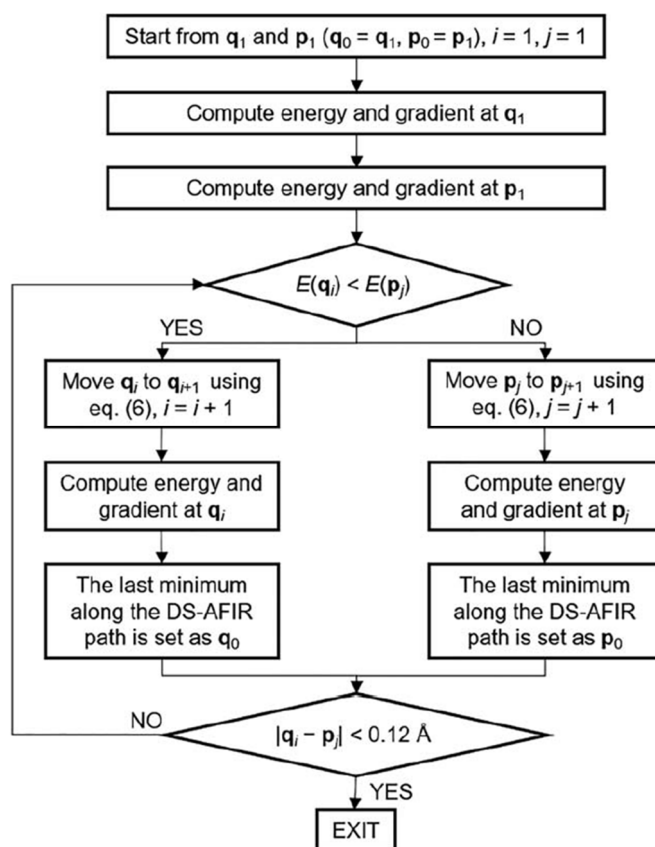 Start from q₁ and p₁ (q₀ = q₁, p₀ = p₁), i = 1, j = 1
Compute energy and gradient at q₁
Compute energy and gradient at p₁
E(qᵢ) < E(pⱼ)
YES
NO
Move qᵢ to qᵢ₊₁ using
eq. (6), i = i + 1
Move pⱼ to pⱼ₊₁ using
eq. (6), j = j + 1
Compute energy and
gradient at qᵢ
Compute energy
and gradient at pⱼ
The last minimum
along the DS-AFIR
path is set as q₀
The last minimum
along the DS-AFIR
path is set as p₀
NO
|qᵢ − pⱼ| < 0.12 Å
YES
EXIT